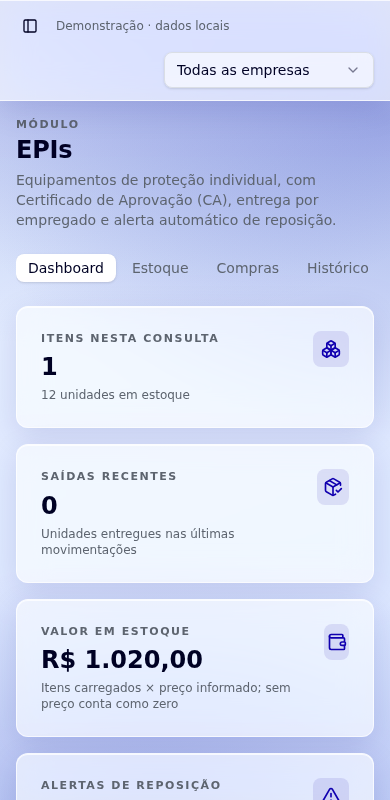 Demonstração · dados locais
Todas as empresas
MÓDULO
EPIs
Equipamentos de proteção individual, com
Certificado de Aprovação (CA), entrega por
empregado e alerta automático de reposição.
Dashboard Estoque Compras Histórico
ITENS NESTA CONSULTA
1
12 unidades em estoque
SAÍDAS RECENTES
0
Unidades entregues nas últimas
movimentações
VALOR EM ESTOQUE
R$ 1.020,00
Itens carregados × preço informado; sem
preço conta como zero
ALERTAS DE REPOSIÇÃO